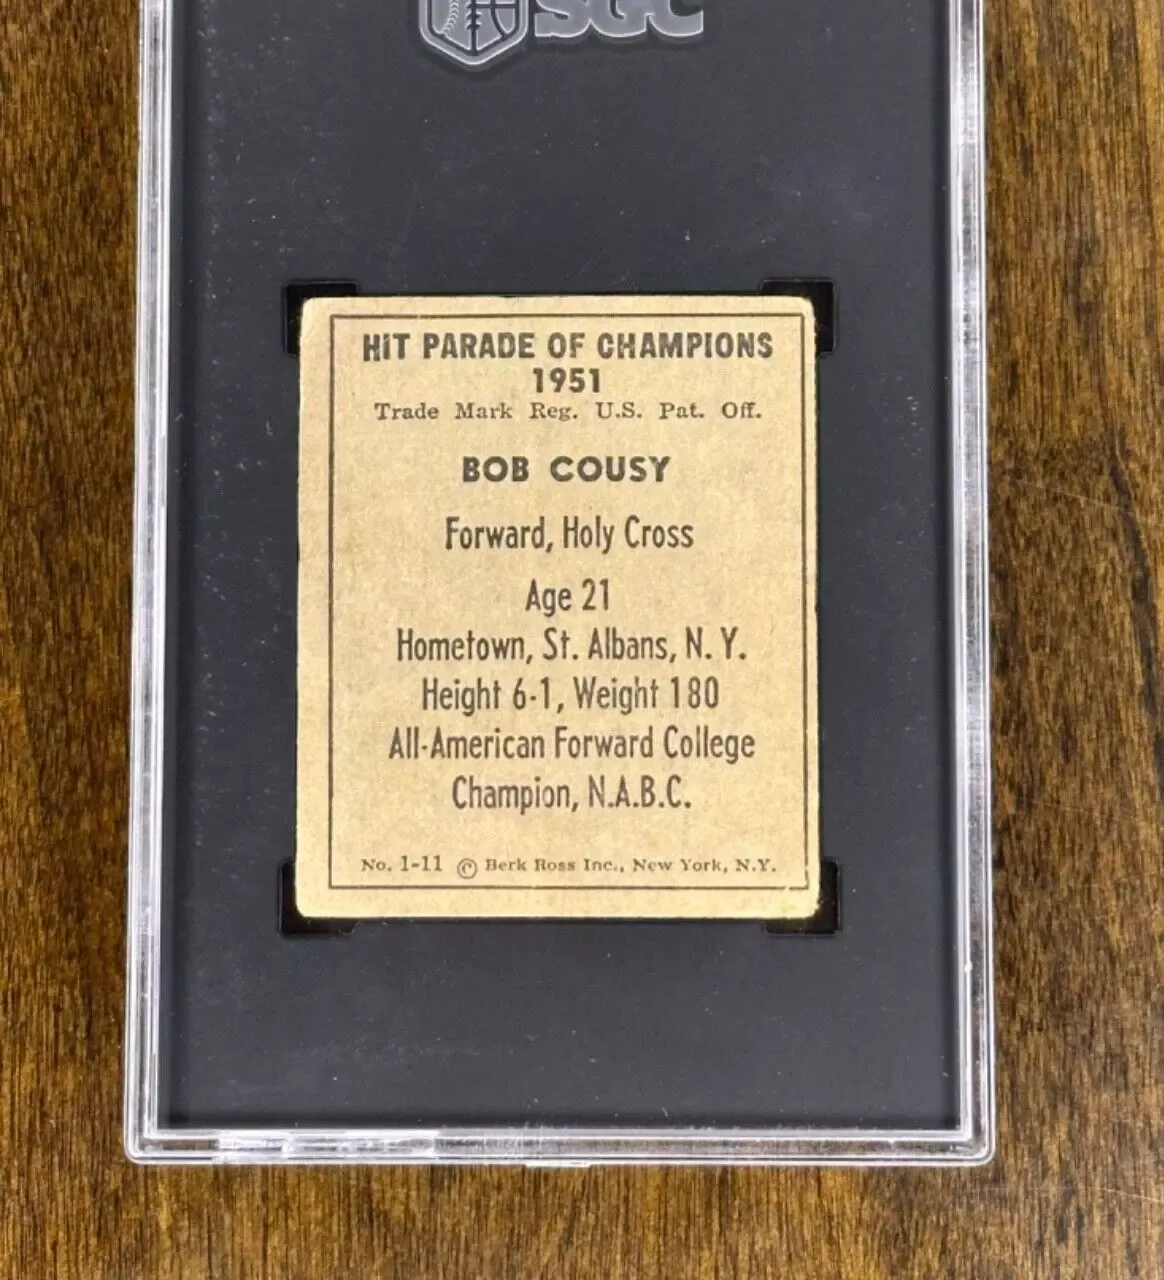 SGC
HIT PARADE OF CHAMPIONS
1951
Trade Mark Reg. U.S. Pat. Off.
BOB COUSY
Forward, Holy Cross
Age 21
Hometown, St. Albans, N. Y.
Height 6-1, Weight 180
All-American Forward College
Champion, N.A.B.C.
No. 1-11 © Berk Ross Inc., New York, N.Y.